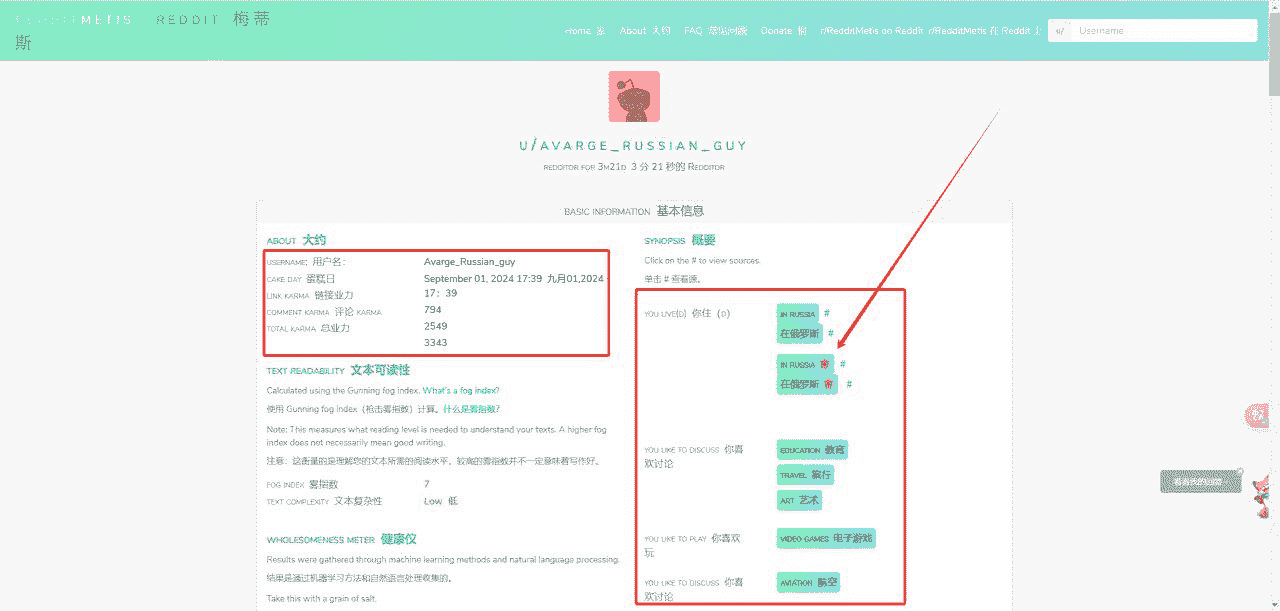 METIS REDDIT 梅蒂
斯
Home 家 About 大约 FAQ 常见问题 Donate 捐 r/RedditMetis on Reddit r/RedditMetis 在 Reddit 上
u/ Username
U/AVARGE_RUSSIAN_GUY
REDDITOR FOR 3M21D 3 分 21 秒的 REDDITOR
BASIC INFORMATION 基本信息
ABOUT 大约
USERNAME: 用户名:
Avarge_Russian_guy
CAKE DAY 蛋糕日
September 01, 2024 17:39 九月01,2024
17:39
LINK KARMA 链接业力
794
COMMENT KARMA 评论 KARMA
2549
TOTAL KARMA 总业力
3343
TEXT READABILITY 文本可读性
Calculated using the Gunning fog index. What's a fog index?
使用 Gunning fog Index（枪击雾指数）计算。什么是雾指数?
Note: This measures what reading level is needed to understand your texts. A higher fog
index does not necessarily mean good writing.
注意：这衡量的是理解您的文本所需的阅读水平，较高的雾指数并不一定意味着写作好。
FOG INDEX 雾指数 7
TEXT COMPLEXITY 文本复杂性 Low 低
WHOLESOMENESS METER 健康仪
Results were gathered through machine learning methods and natural language processing.
结果是通过机器学习方法和自然语言处理收集的。
Take this with a grain of salt.
SYNOPSIS 概要
Click on the # to view sources.
单击 # 查看源。
YOU LIVE(D) 你住 (D)
IN RUSSIA #
在俄罗斯 #
IN RUSSIA #
在俄罗斯 #
YOU LIKE TO DISCUSS 你喜
欢讨论
EDUCATION 教育
TRAVEL 旅行
ART 艺术
YOU LIKE TO PLAY 你喜欢
玩
VIDEO GAMES 电子游戏
YOU LIKE TO DISCUSS 你喜
欢讨论
AVIATION 航空